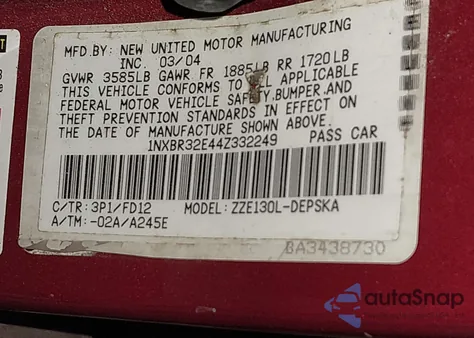 MFD. BY: NEW UNITED MOTOR MANUFACTURING
INC. 03/04
GVWR 3585LB GAWR FR 1885LB RR 1720LB
THIS VEHICLE CONFORMS TO ALL APPLICABLE
FEDERAL MOTOR VEHICLE SAFETY,BUMPER,AND
THEFT PREVENTION STANDARDS IN EFFECT ON
THE DATE OF MANUFACTURE SHOWN ABOVE.
1NXBR32E44Z332249 PASS CAR
C/TR: 3P1/FD12 MODEL: ZZE130L-DEPSKA
A/TM: -02A/A245E
BA3438730
autoSnap